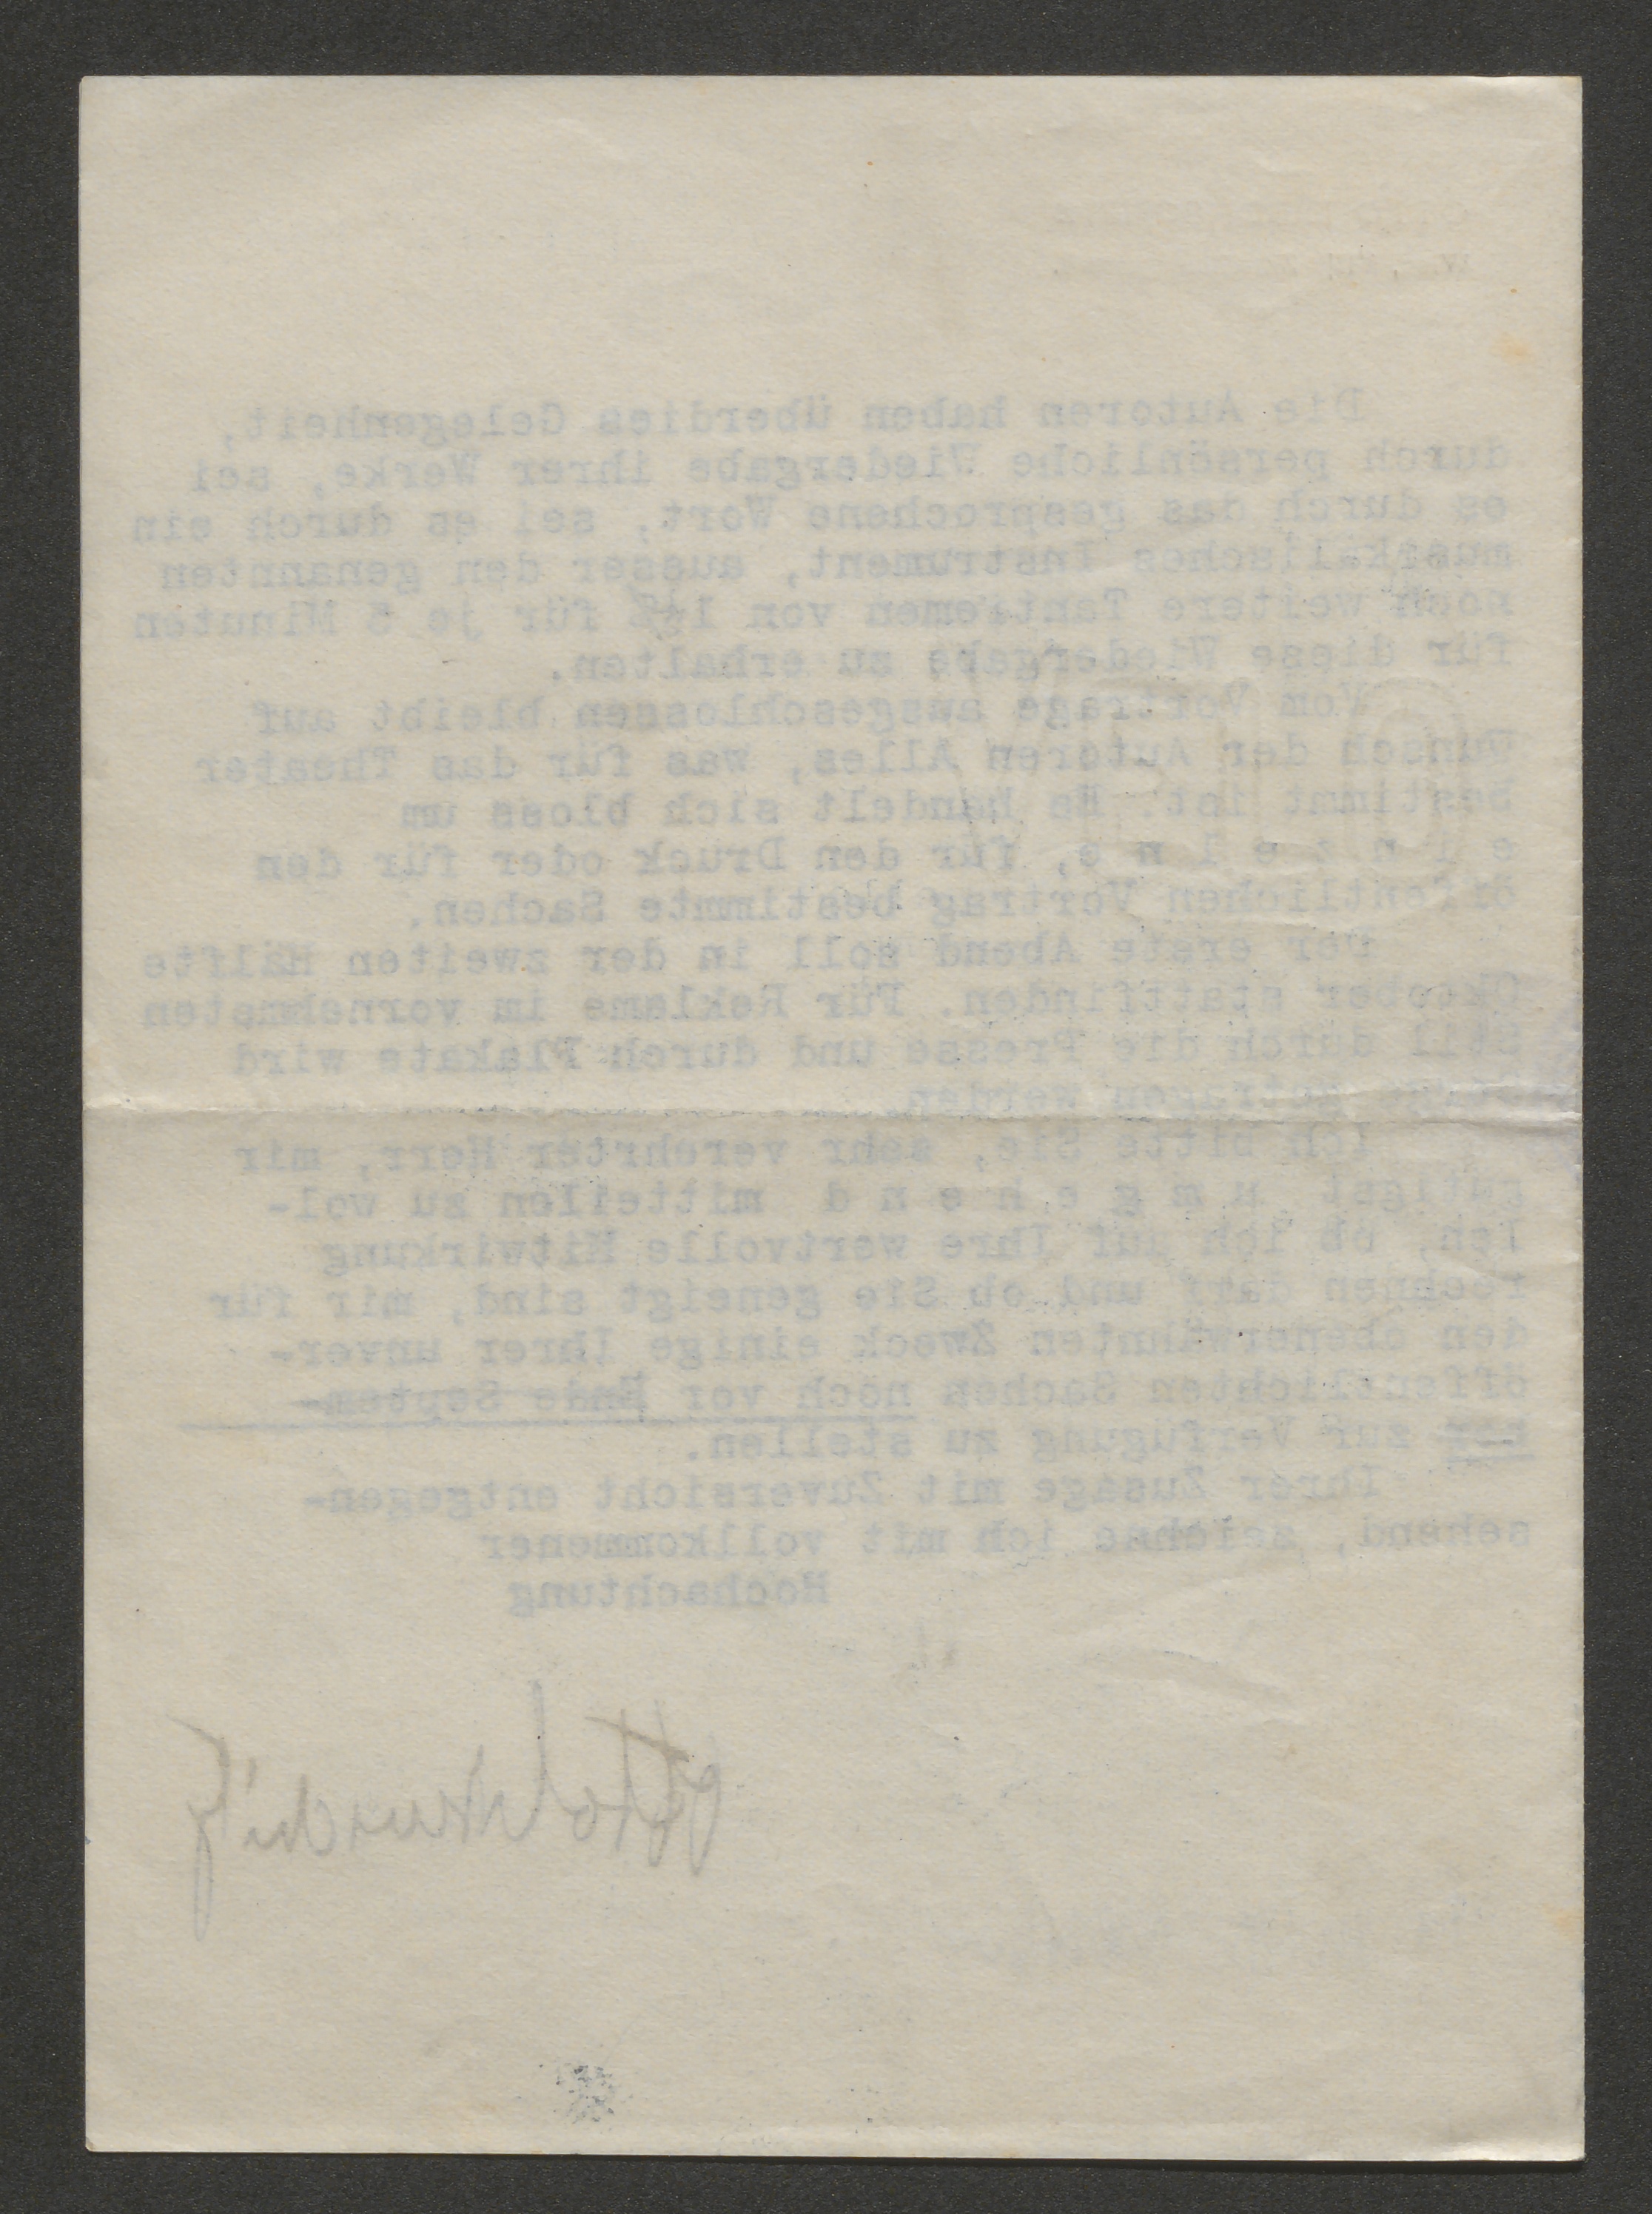 Die Autoren haben überdies Gelegenheit,
durch persönliche Wiedergabe ihrer Werke, sei
es durch das gesprochene Wort, sei es durch ein
musikalisches Instrument, ausser den genannten
noch weitere Tantiemen von 1½% für je 5 Minuten
für diese Wiedergabe zu erhalten.
Vom Vortrage ausgeschlossen bleibt auf
Wunsch der Autoren Alles, was für das Theater
bestimmt ist. Es handelt sich bloss um
e i n z e l n e, für den Druck oder für den
öffentlichen Vortrag bestimmte Sachen.
Der erste Abend soll in der zweiten Hälfte
Oktober stattfinden. Für Reklame im vornehmsten
Stil durch die Presse und durch Plakate wird
getragen werden.
Ich bitte Sie, sehr verehrter Herr, mir
gütigst u m g e h e n d mitteilen zu wol-
len, ob ich auf Ihre wertvolle Mitwirkung
rechnen darf und ob Sie geneigt sind, mir für
den obenerwähnten Zweck einige Ihrer unver-
öffentlichten Sachen noch vor Ende Septem-
ber zur Verfügung zu stellen.
Ihrer Zusage mit Zuversicht entgegen-
sehend, zeichne ich mit vollkommener
Hochachtung
Otto